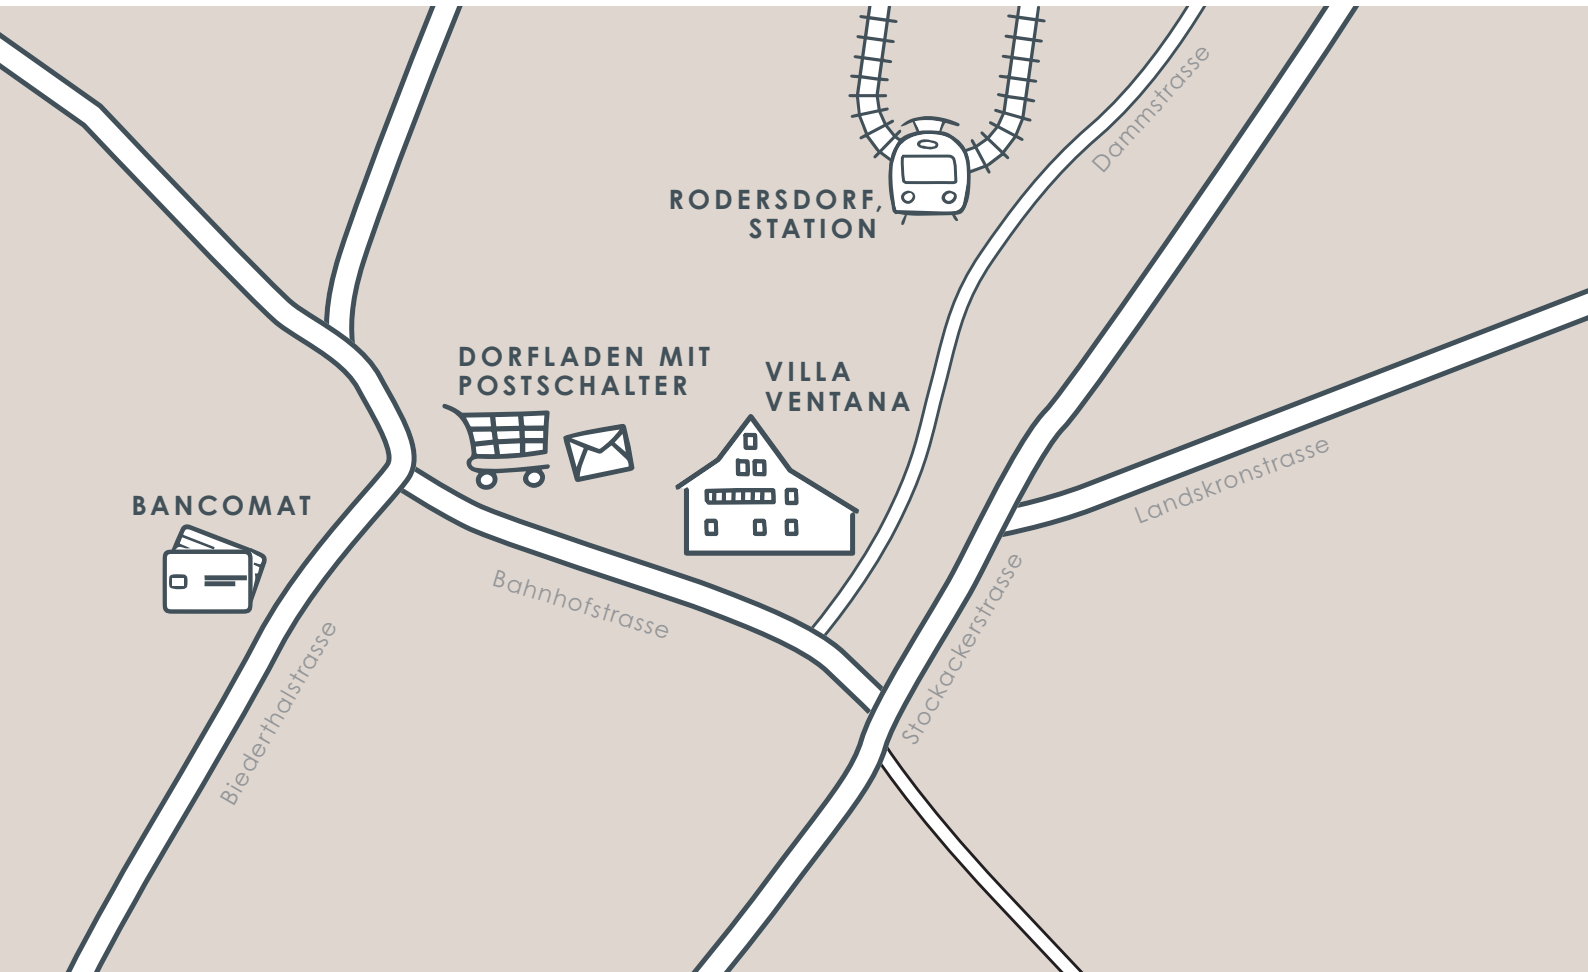 Dammstrasse
RODERSDORF,
STATION
DORFLADEN MIT
POSTSCHALTER
VILLA
VENTANA
Landskronstrasse
BANCOMAT
Bahnhofstrasse
Stockackerstrasse
Biederthalstrasse